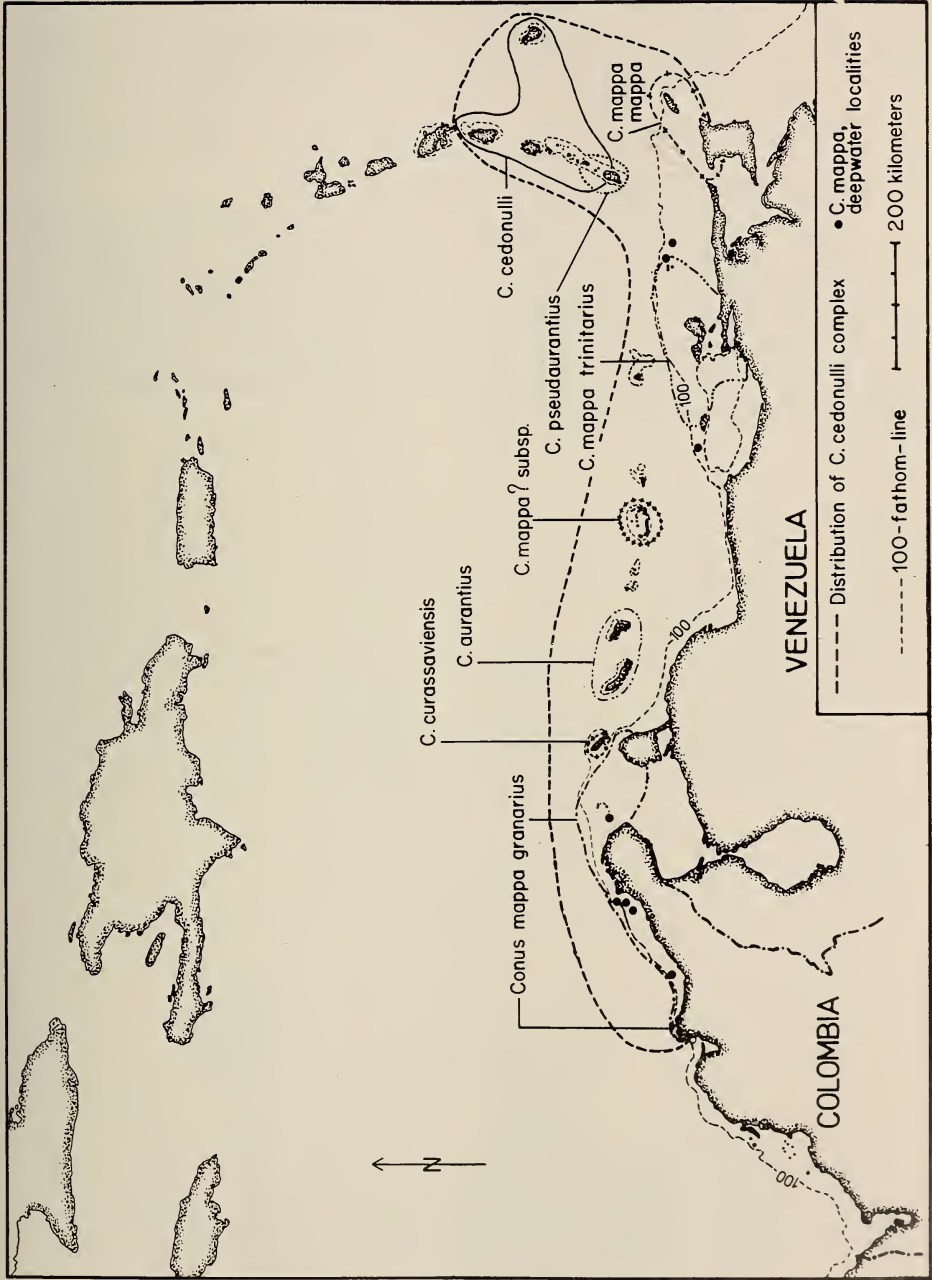 Conus mappa granarius
C. curassaviensis
C. aurantius
C. mappa? subsp.
C. pseudaurantius
C. mappa trinitarius
C. cedonulli
C. mappa
mappa
100
100
100
N
COLOMBIA
VENEZUELA
Distribution of C. cedonulli complex
• C. mappa,
deepwater localities
100-fathom-line
200 kilometers